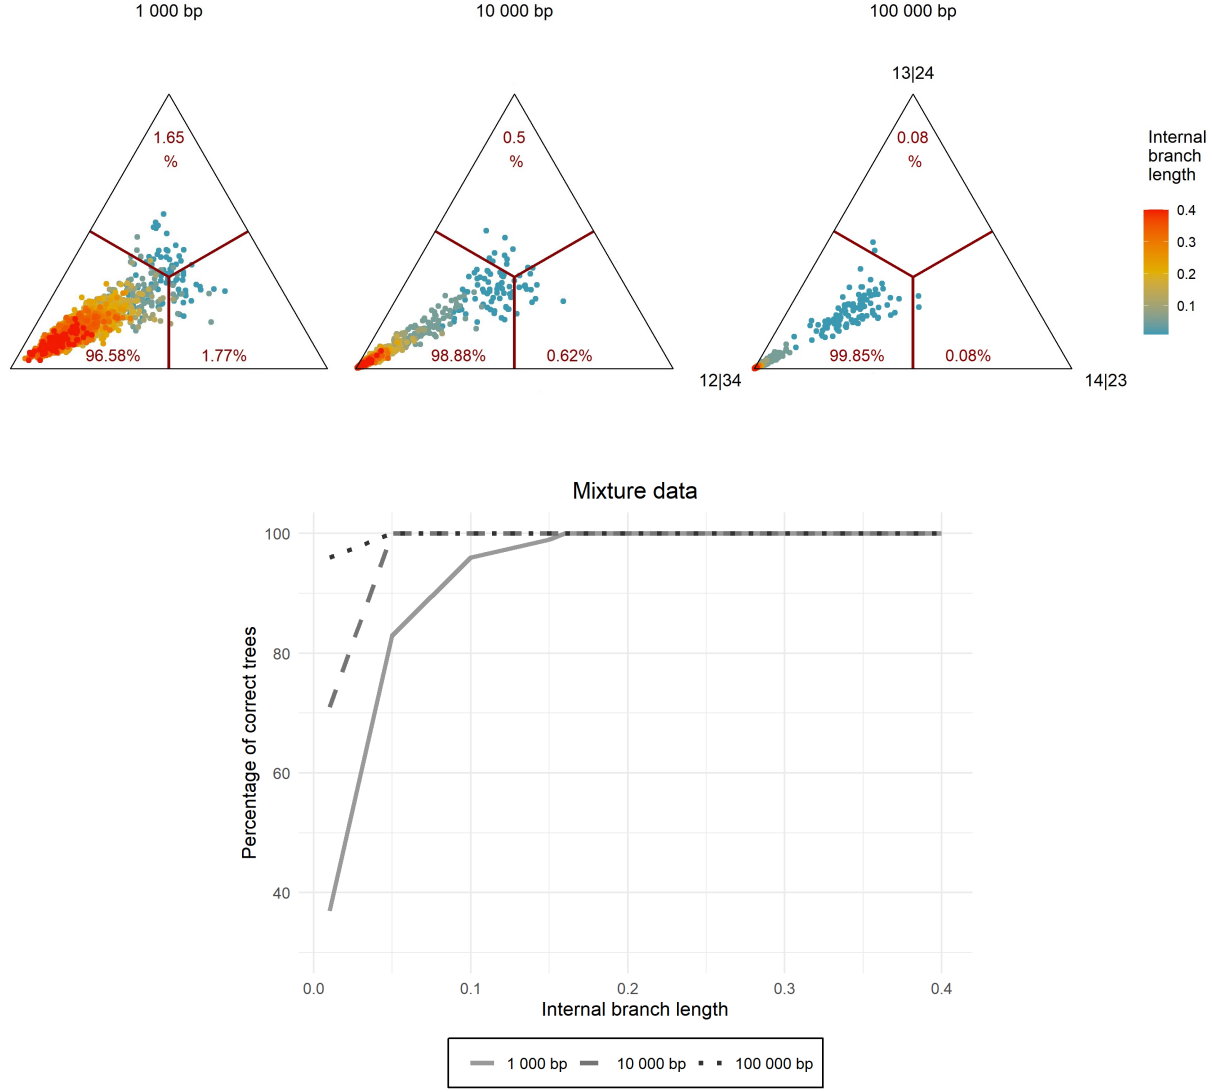 1 000 bp
10 000 bp
100 000 bp
13|24
1.65
%
0.5
%
0.08
%
Internal
branch
length
0.4
0.3
0.2
0.1
96.58%
1.77%
98.88%
0.62%
99.85%
0.08%
12|34
14|23
Mixture data
Percentage of correct trees
100
80
60
40
0.0
0.1
0.2
0.3
0.4
Internal branch length
1 000 bp
10 000 bp
100 000 bp